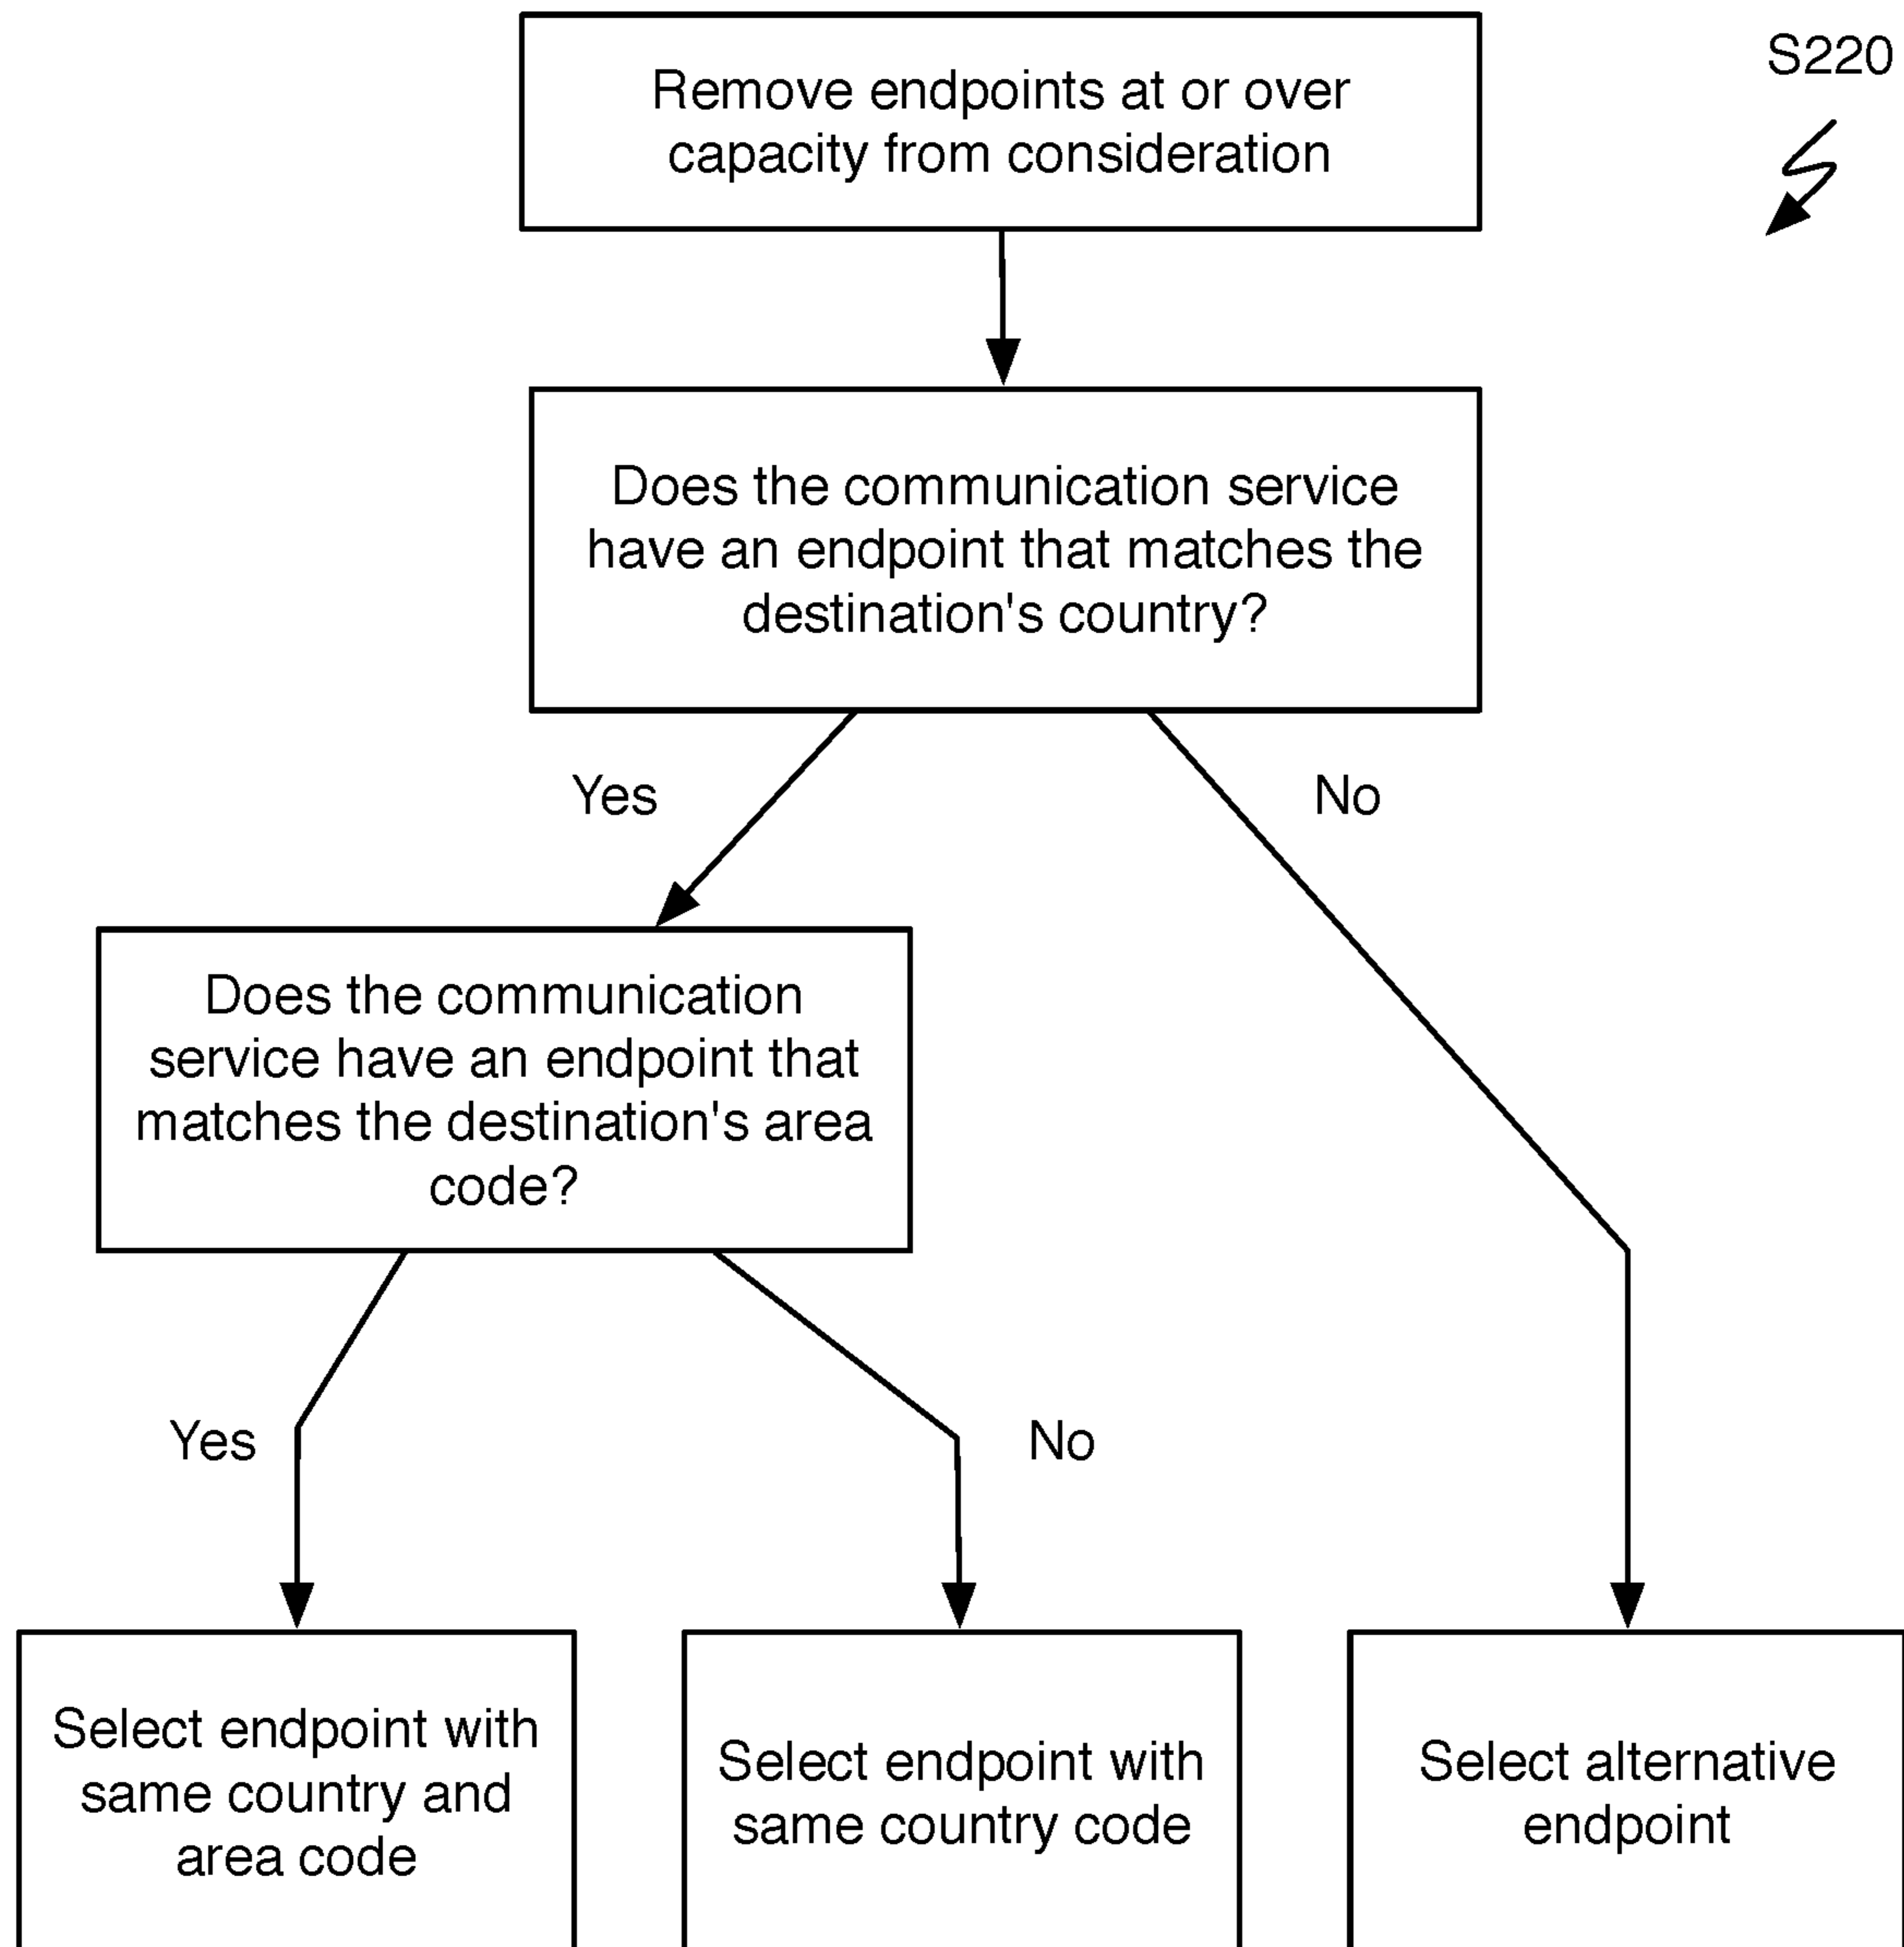 Remove endpoints at or over
capacity from consideration
S220
Does the communication service
have an endpoint that matches the
destination's country?
Yes
No
Does the communication
service have an endpoint that
matches the destination's area
code?
Yes
No
Select endpoint with
same country and
area code
Select endpoint with
same country code
Select alternative
endpoint